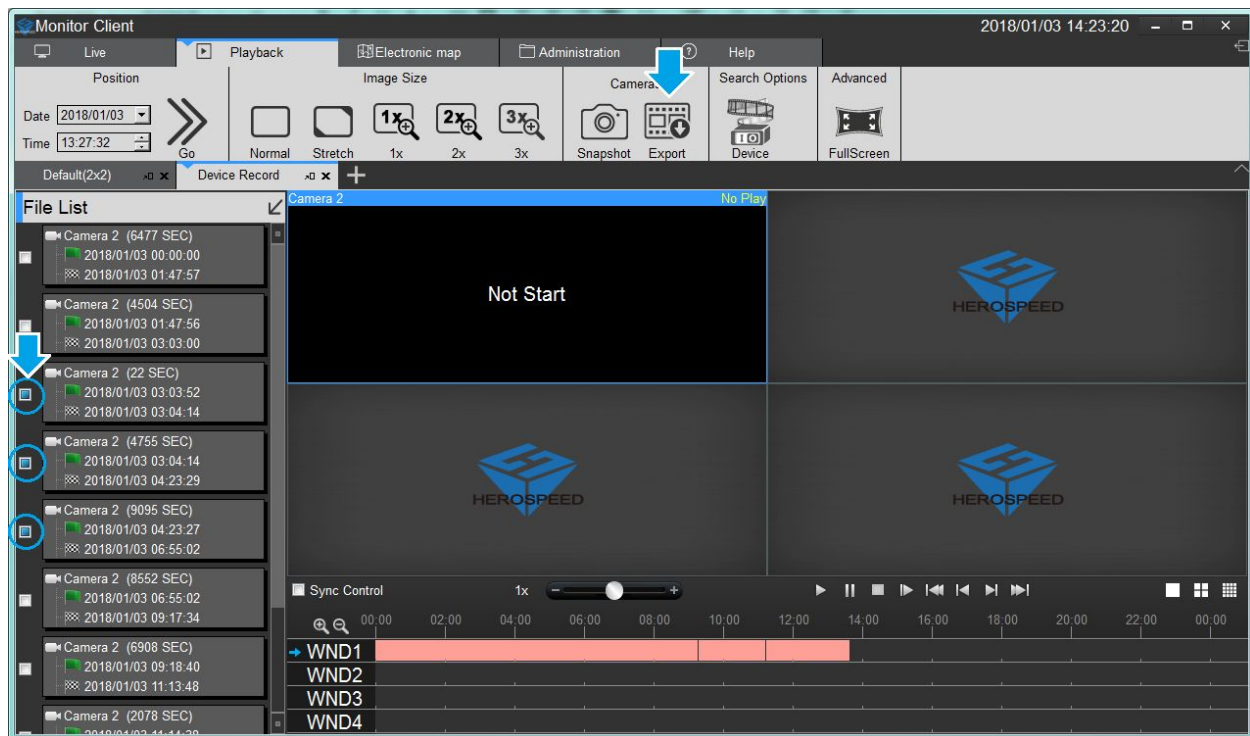 Monitor Client 2018/01/03 14:23:20
Live Playback Electronic map Administration Help
Position Image Size Camera Search Options Advanced
Date 2018/01/03
Time 13:27:32
1x 2x 3x
Go Normal Stretch 1x 2x 3x Snapshot Export Device FullScreen
Default(2x2) Device Record
File List
Camera 2 (6477 SEC)
2018/01/03 00:00:00
2018/01/03 01:47:57
Camera 2 (4504 SEC)
2018/01/03 01:47:56
2018/01/03 03:03:00
Camera 2 (22 SEC)
2018/01/03 03:03:52
2018/01/03 03:04:14
Camera 2 (4755 SEC)
2018/01/03 03:04:14
2018/01/03 04:23:29
Camera 2 (9095 SEC)
2018/01/03 04:23:27
2018/01/03 06:55:02
Camera 2 (8552 SEC)
2018/01/03 06:55:02
2018/01/03 09:17:34
Camera 2 (6908 SEC)
2018/01/03 09:18:40
2018/01/03 11:13:48
Camera 2 (2078 SEC)
2018/01/03 11:14:38
Camera 2 No Play
Not Start
HEROSPEED
HEROSPEED
HEROSPEED
Sync Control 1x
00:00 02:00 04:00 06:00 08:00 10:00 12:00 14:00 16:00 18:00 20:00 22:00 00:00
WND1
WND2
WND3
WND4